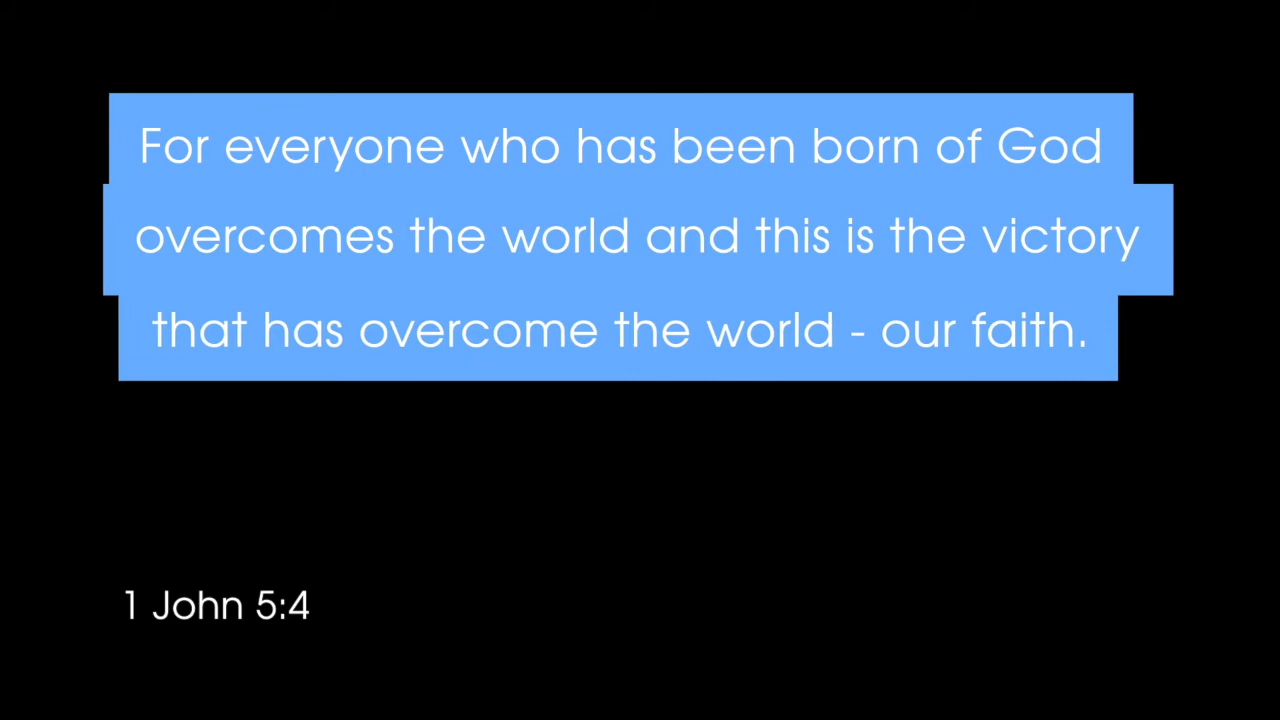 For everyone who has been born of God
overcomes the world and this is the victory
that has overcome the world - our faith.
1 John 5:4